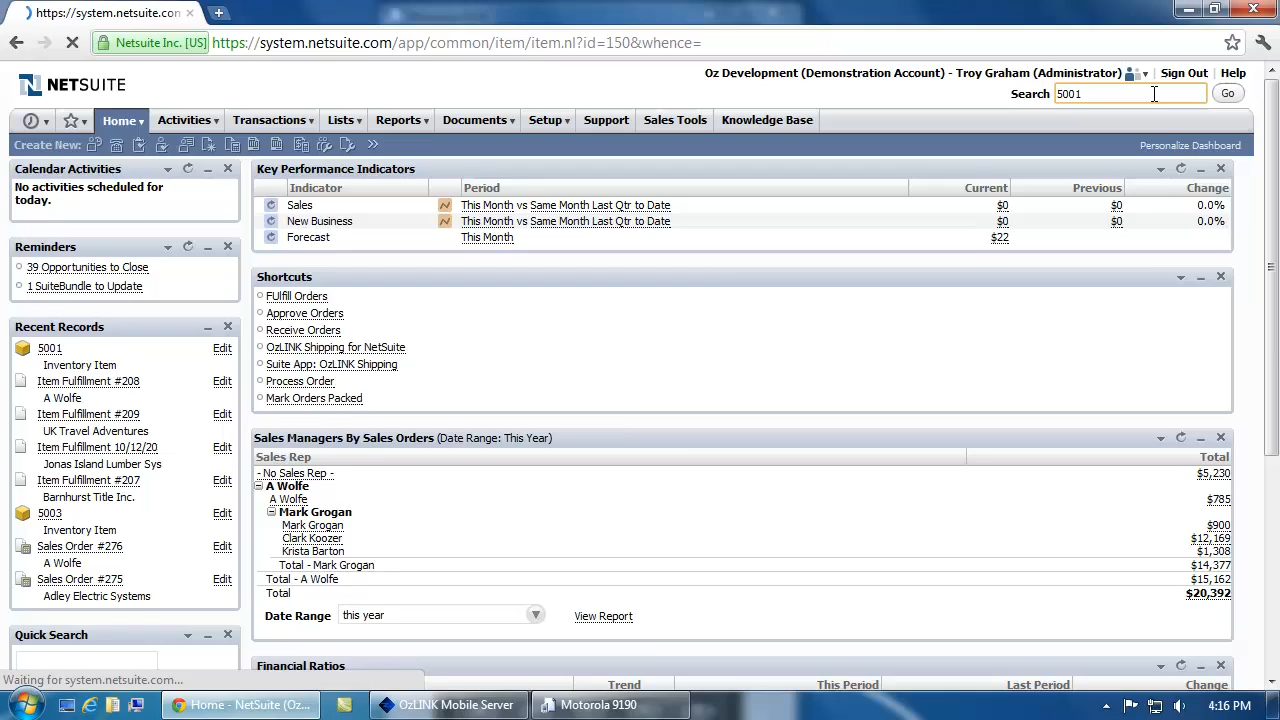 https://system.netsuite.con
Netsuite Inc. [US]
https://system.netsuite.com/app/common/item/item.nl?id=150&whence=
NETSUITE
Oz Development (Demonstration Account) - Troy Graham (Administrator)
Sign Out
Help
Search
5001
Go
Home
Activities
Transactions
Lists
Reports
Documents
Setup
Support
Sales Tools
Knowledge Base
Create New:
Personalize Dashboard
Calendar Activities
No activities scheduled for
today.
Reminders
39 Opportunities to Close
1 SuiteBundle to Update
Recent Records
5001
Edit
Inventory Item
Item Fulfillment #208
Edit
A Wolfe
Item Fulfillment #209
Edit
UK Travel Adventures
Item Fulfillment 10/12/20
Edit
Jonas Island Lumber Sys
Item Fulfillment #207
Edit
Barnhurst Title Inc.
5003
Edit
Inventory Item
Sales Order #276
Edit
A Wolfe
Sales Order #275
Edit
Adley Electric Systems
Quick Search
Key Performance Indicators
Indicator Period Current Previous Change
Sales This Month vs Same Month Last Qtr to Date $0 $0 0.0%
New Business This Month vs Same Month Last Qtr to Date $0 $0 0.0%
Forecast This Month $22
Shortcuts
FUlfill Orders
Approve Orders
Receive Orders
OzLINK Shipping for NetSuite
Suite App: OzLINK Shipping
Process Order
Mark Orders Packed
Sales Managers By Sales Orders (Date Range: This Year)
Sales Rep Total
- No Sales Rep - $5,230
A Wolfe
A Wolfe $785
Mark Grogan
Mark Grogan $900
Clark Koozer $12,169
Krista Barton $1,308
Total - Mark Grogan $14,377
Total - A Wolfe $15,162
Total $20,392
Date Range
this year
View Report
Financial Ratios
Trend This Period Last Period Change
Waiting for system.netsuite.com...
Home - NetSuite (Oz...
OzLINK Mobile Server
Motorola 9190
4:16 PM